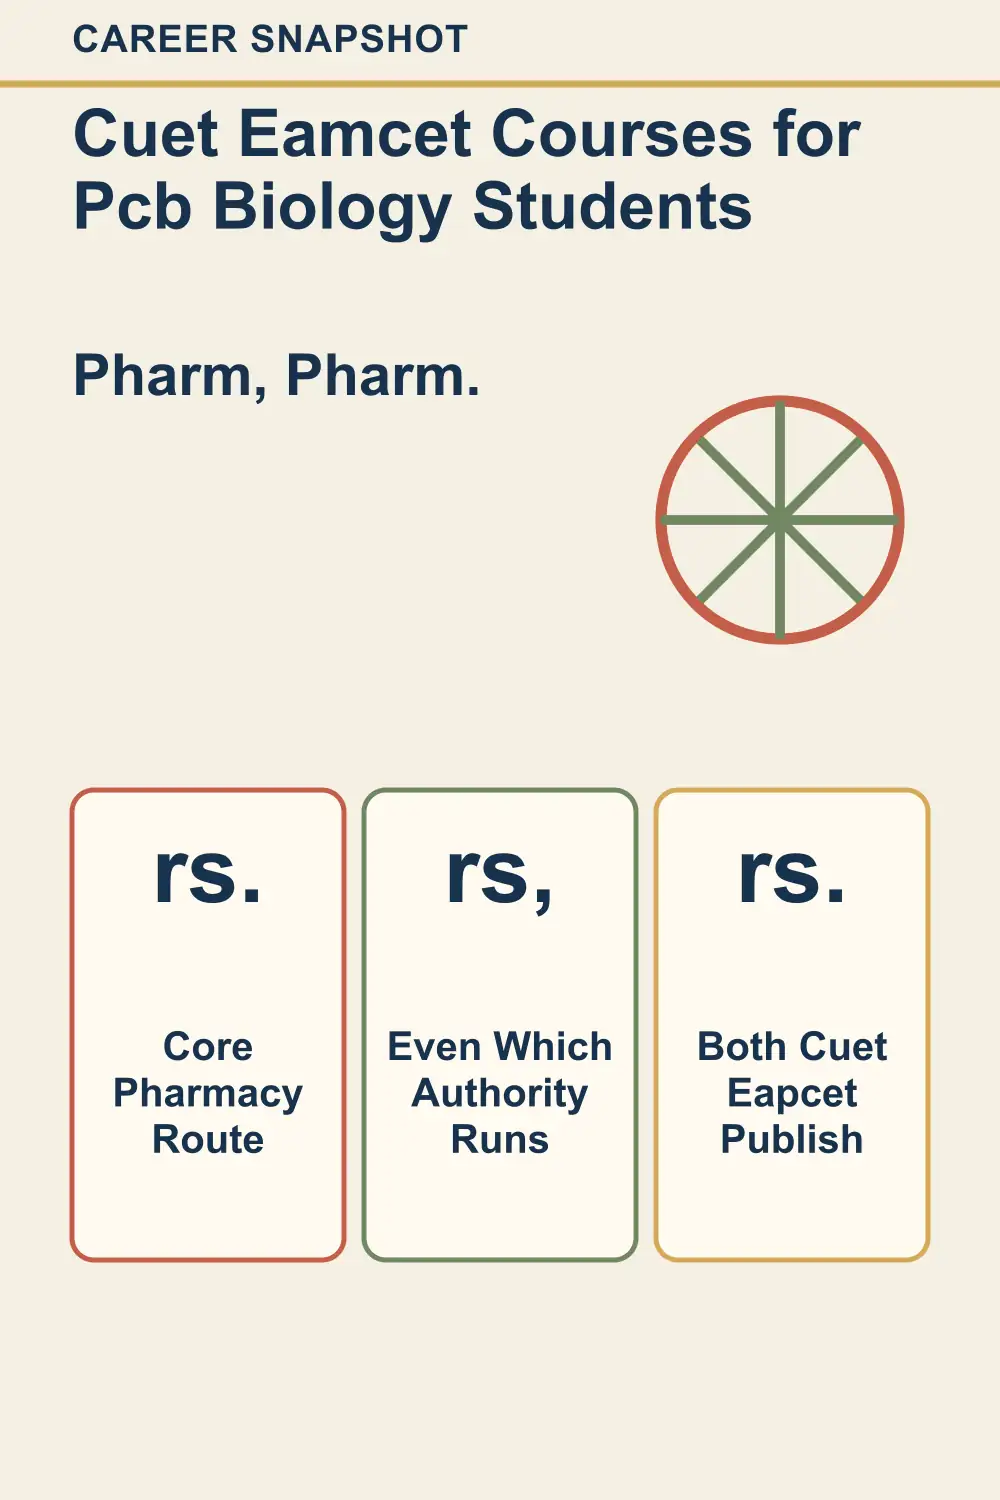 CAREER SNAPSHOT
Cuet Eamcet Courses for
Pcb Biology Students
Pharm, Pharm.
rs.
Core
Pharmacy
Route
rs,
Even Which
Authority
Runs
rs.
Both Cuet
Eapcet
Publish